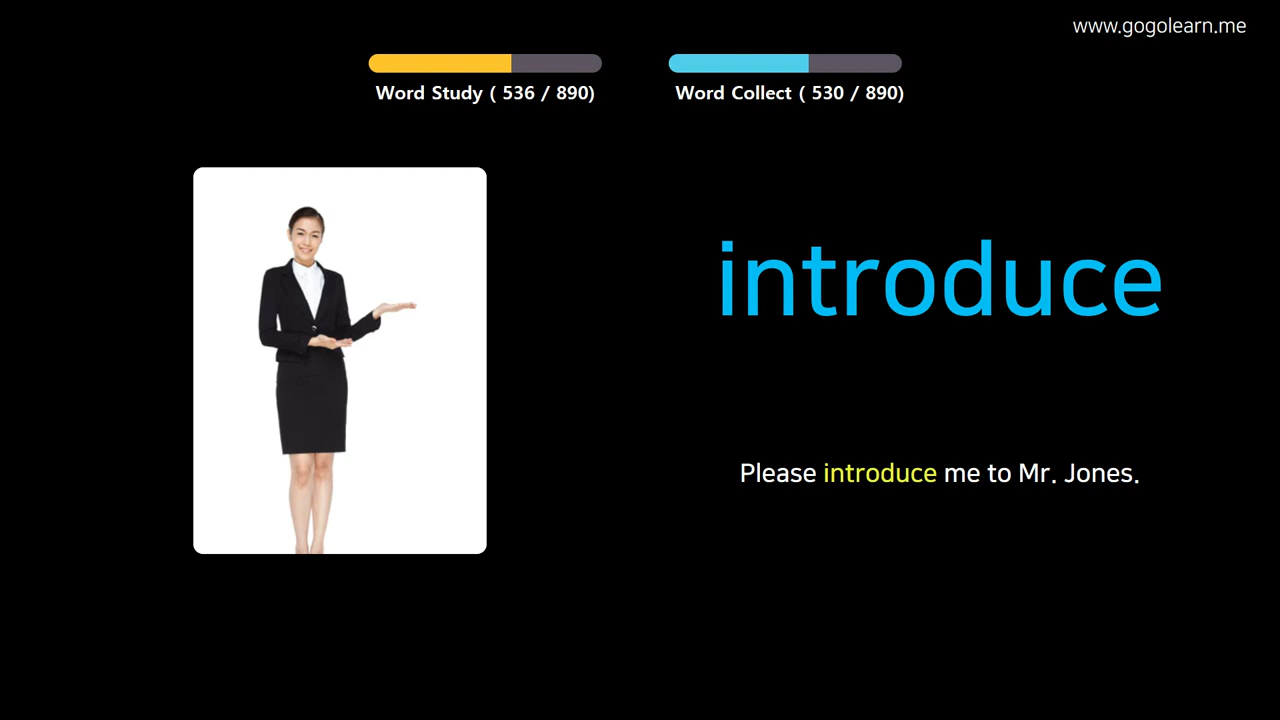 www.gogolearn.me
Word Study ( 536 / 890)
Word Collect ( 530 / 890)
introduce
Please introduce me to Mr. Jones.